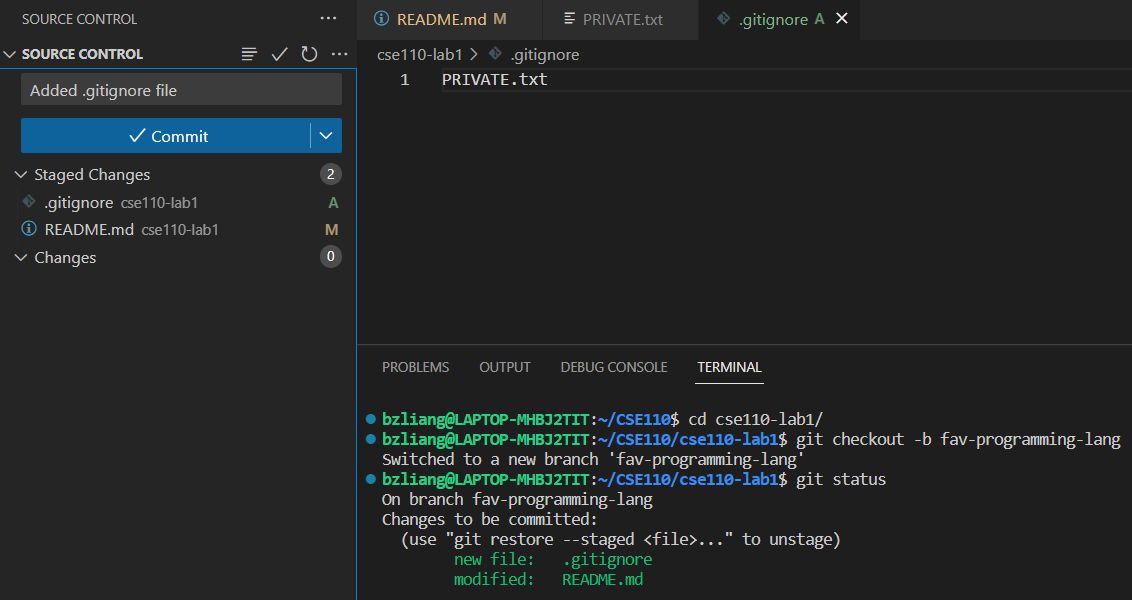 SOURCE CONTROL ···
SOURCE CONTROL ···
Added .gitignore file
Commit
Staged Changes 2
.gitignore cse110-lab1 A
README.md cse110-lab1 M
Changes 0
README.md M PRIVATE.txt .gitignore A
cse110-lab1 > .gitignore
1 PRIVATE.txt
PROBLEMS OUTPUT DEBUG CONSOLE TERMINAL
bzliang@LAPTOP-MHBJ2TIT:~/CSE110$ cd cse110-lab1/
bzliang@LAPTOP-MHBJ2TIT:~/CSE110/cse110-lab1$ git checkout -b fav-programming-lang
Switched to a new branch 'fav-programming-lang'
bzliang@LAPTOP-MHBJ2TIT:~/CSE110/cse110-lab1$ git status
On branch fav-programming-lang
Changes to be committed:
(use "git restore --staged <file>..." to unstage)
new file: .gitignore
modified: README.md